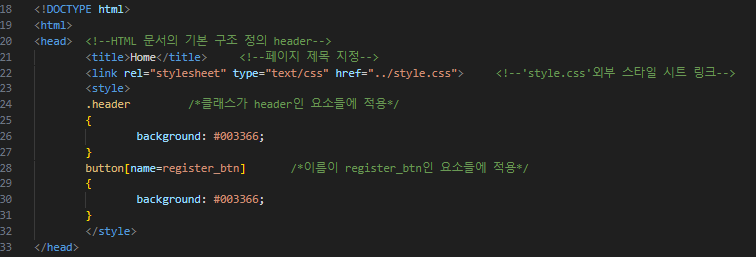 18 <!DOCTYPE html>
19 <html>
20 <head> <!--HTML 문서의 기본 구조 정의 header-->
21 <title>Home</title> <!--페이지 제목 지정-->
22 <link rel="stylesheet" type="text/css" href="../style.css"> <!--'style.css'외부 스타일 시트 링크-->
23 <style>
24 .header /*클래스가 header인 요소들에 적용*/
25 {
26 background: #003366;
27 }
28 button[name=register_btn] /*이름이 register_btn인 요소들에 적용*/
29 {
30 background: #003366;
31 }
32 </style>
33 </head>